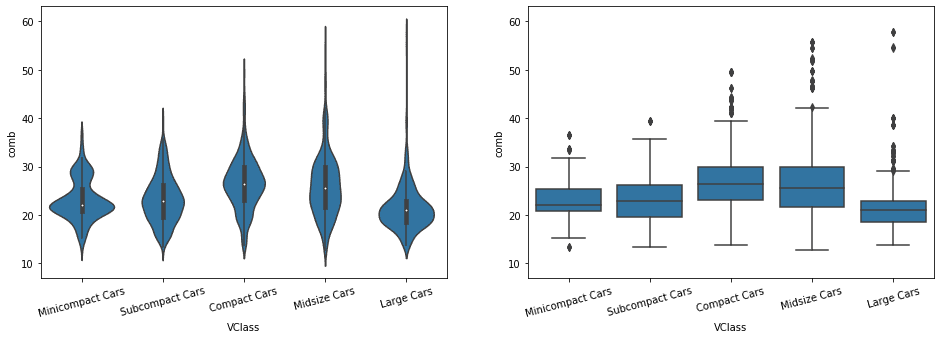 60
50
40
30
20
10
comb
Minicompact Cars
Subcompact Cars
Compact Cars
Midsize Cars
Large Cars
VClass
60
50
40
30
20
10
comb
Minicompact Cars
Subcompact Cars
Compact Cars
Midsize Cars
Large Cars
VClass